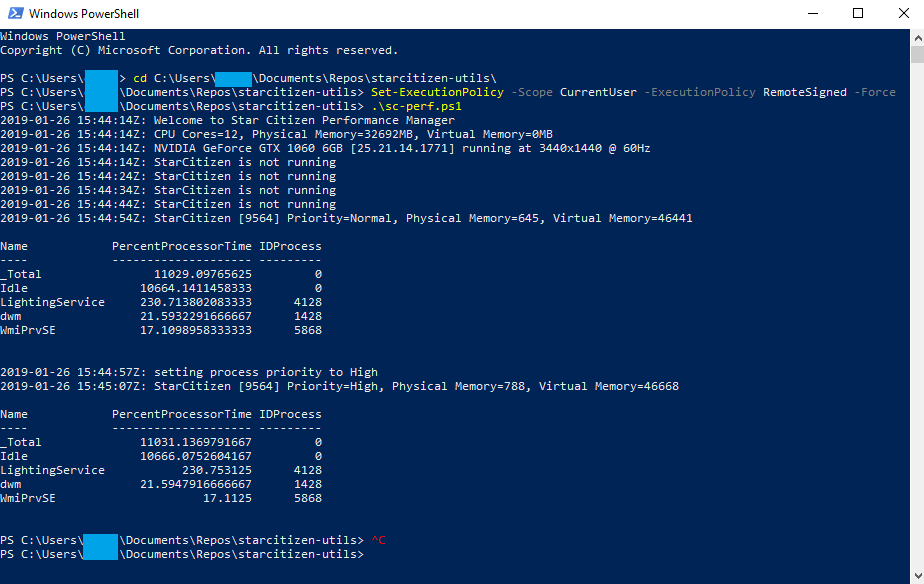 Windows PowerShell
Windows PowerShell
Copyright (C) Microsoft Corporation. All rights reserved.
PS C:\Users\ > cd C:\Users\ \Documents\Repos\starcitizen-utils\
PS C:\Users\ \Documents\Repos\starcitizen-utils> Set-ExecutionPolicy -Scope CurrentUser -ExecutionPolicy RemoteSigned -Force
PS C:\Users\ \Documents\Repos\starcitizen-utils> .\sc-perf.ps1
2019-01-26 15:44:14Z: Welcome to Star Citizen Performance Manager
2019-01-26 15:44:14Z: CPU Cores=12, Physical Memory=32692MB, Virtual Memory=0MB
2019-01-26 15:44:14Z: NVIDIA GeForce GTX 1060 6GB [25.21.14.1771] running at 3440x1440 @ 60Hz
2019-01-26 15:44:14Z: StarCitizen is not running
2019-01-26 15:44:24Z: StarCitizen is not running
2019-01-26 15:44:34Z: StarCitizen is not running
2019-01-26 15:44:44Z: StarCitizen is not running
2019-01-26 15:44:54Z: StarCitizen [9564] Priority=Normal, Physical Memory=645, Virtual Memory=46441
Name PercentProcessorTime IDProcess
---- -------------------- ---------
_Total 11029.09765625 0
Idle 10664.1411458333 0
LightingService 230.713802083333 4128
dwm 21.5932291666667 1428
WmiPrvSE 17.1098958333333 5868
2019-01-26 15:44:57Z: setting process priority to High
2019-01-26 15:45:07Z: StarCitizen [9564] Priority=High, Physical Memory=788, Virtual Memory=46668
Name PercentProcessorTime IDProcess
---- -------------------- ---------
_Total 11031.1369791667 0
Idle 10666.0752604167 0
LightingService 230.753125 4128
dwm 21.5947916666667 1428
WmiPrvSE 17.1125 5868
PS C:\Users\ \Documents\Repos\starcitizen-utils> ^C
PS C:\Users\ \Documents\Repos\starcitizen-utils>